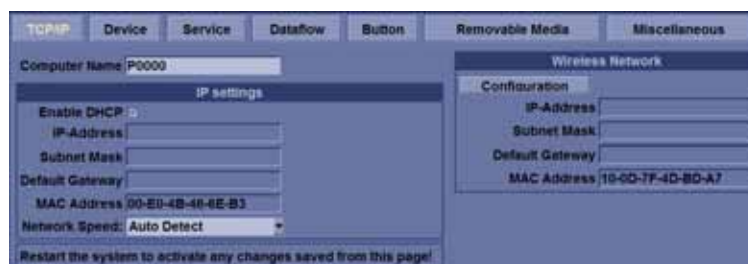 TCP/IP Device Service Dataflow Button Removable Media Miscellaneous
Computer Name P0000
IP settings
Enable DHCP
IP-Address
Subnet Mask
Default Gateway
MAC Address 00-E0-4B-46-6E-B3
Network Speed: Auto Detect
Restart the system to activate any changes saved from this page!
Wireless Network
Configuration
IP-Address
Subnet Mask
Default Gateway
MAC Address 10-0D-7F-4D-BD-A7